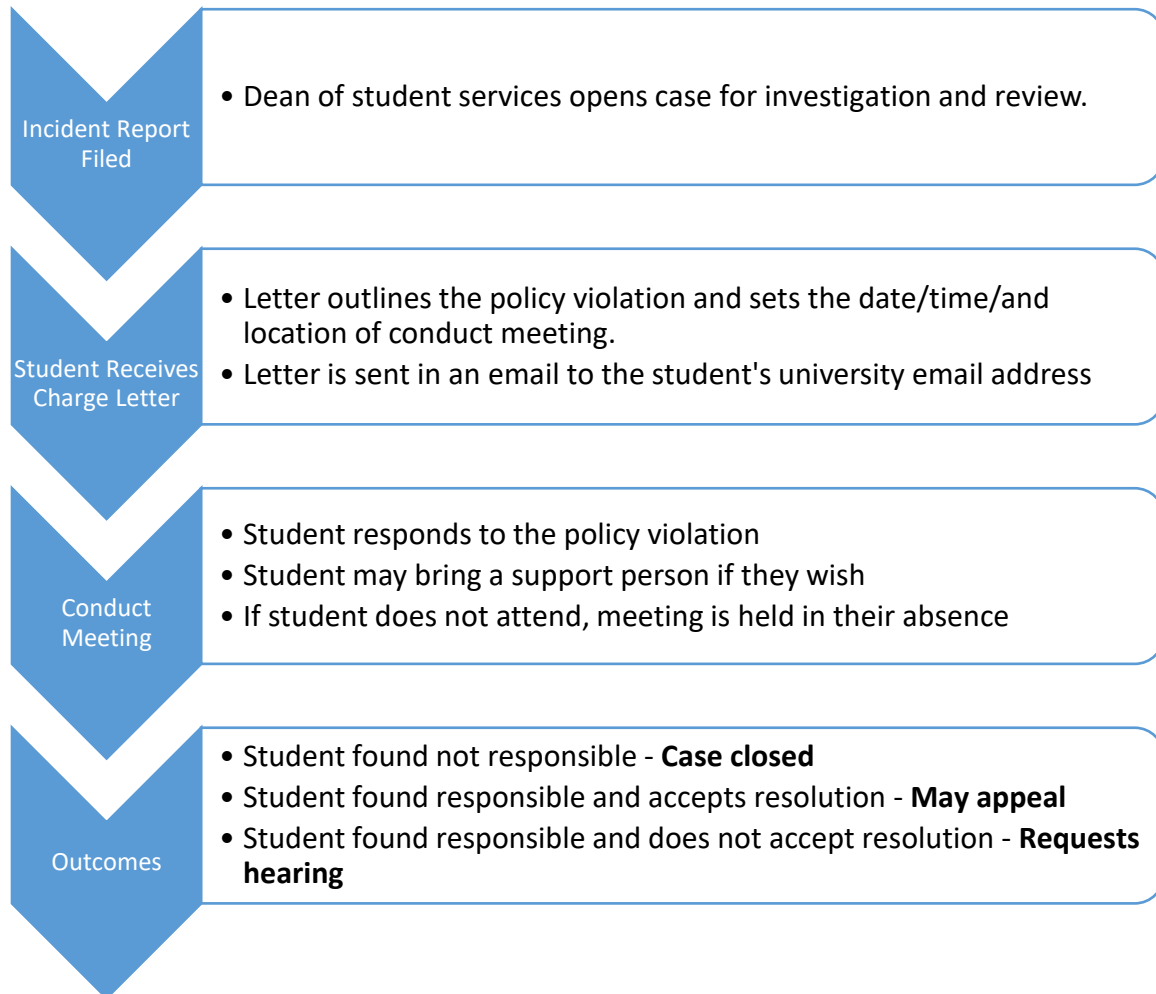 Incident Report
Filed
• Dean of student services opens case for investigation and review.
Student Receives
Charge Letter
• Letter outlines the policy violation and sets the date/time/and
location of conduct meeting.
• Letter is sent in an email to the student's university email address
Conduct
Meeting
• Student responds to the policy violation
• Student may bring a support person if they wish
• If student does not attend, meeting is held in their absence
Outcomes
• Student found not responsible - Case closed
• Student found responsible and accepts resolution - May appeal
• Student found responsible and does not accept resolution - Requests
hearing